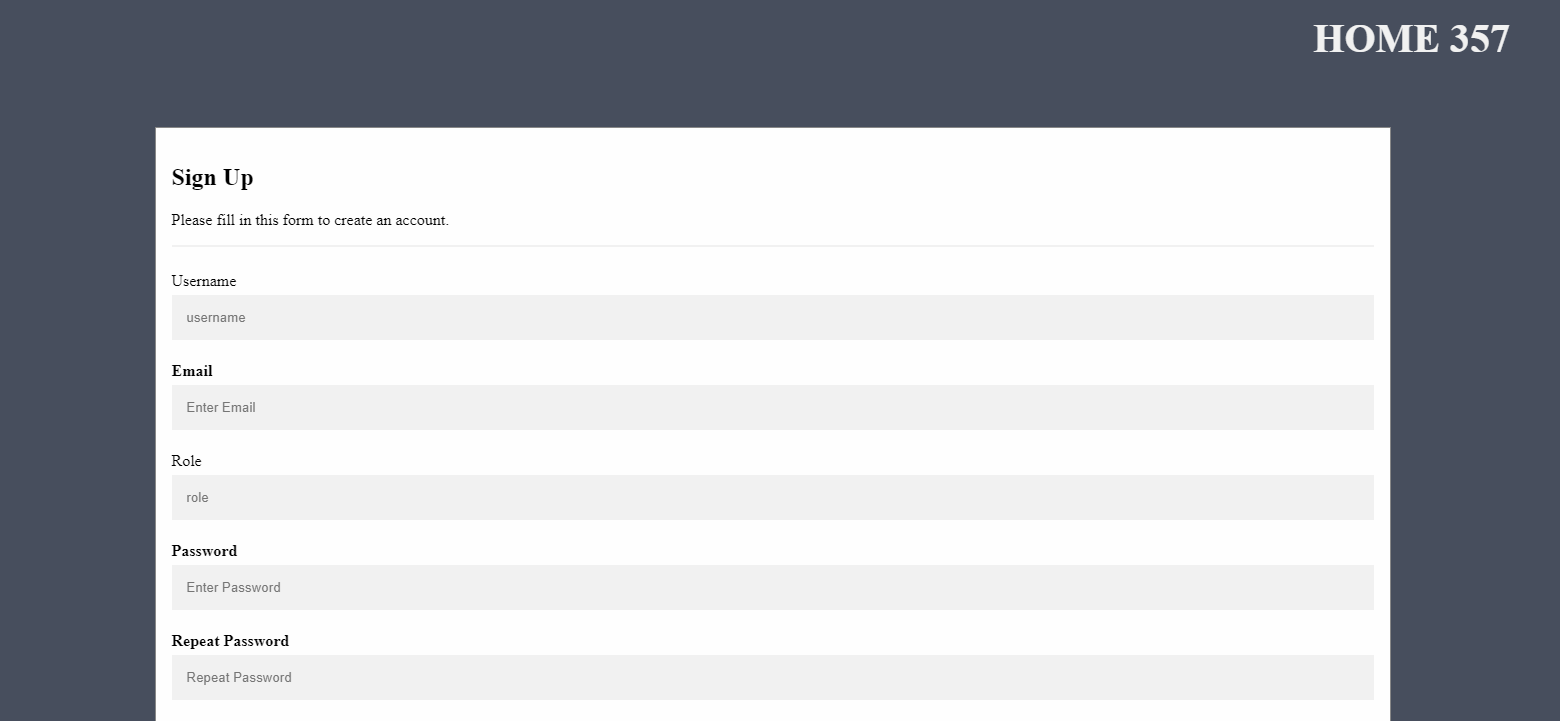 HOME 357
Sign Up
Please fill in this form to create an account.
Username
username
Email
Enter Email
Role
role
Password
Enter Password
Repeat Password
Repeat Password